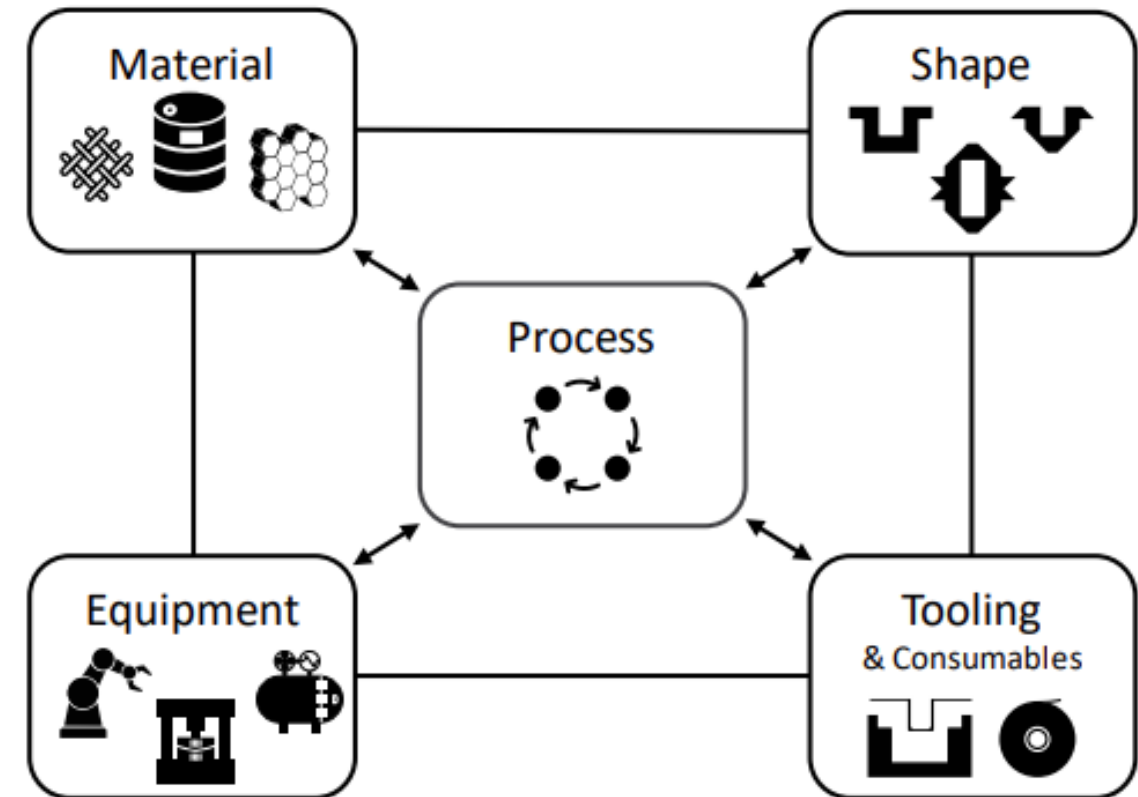 Material
Shape
Process
Equipment
Tooling
& Consumables